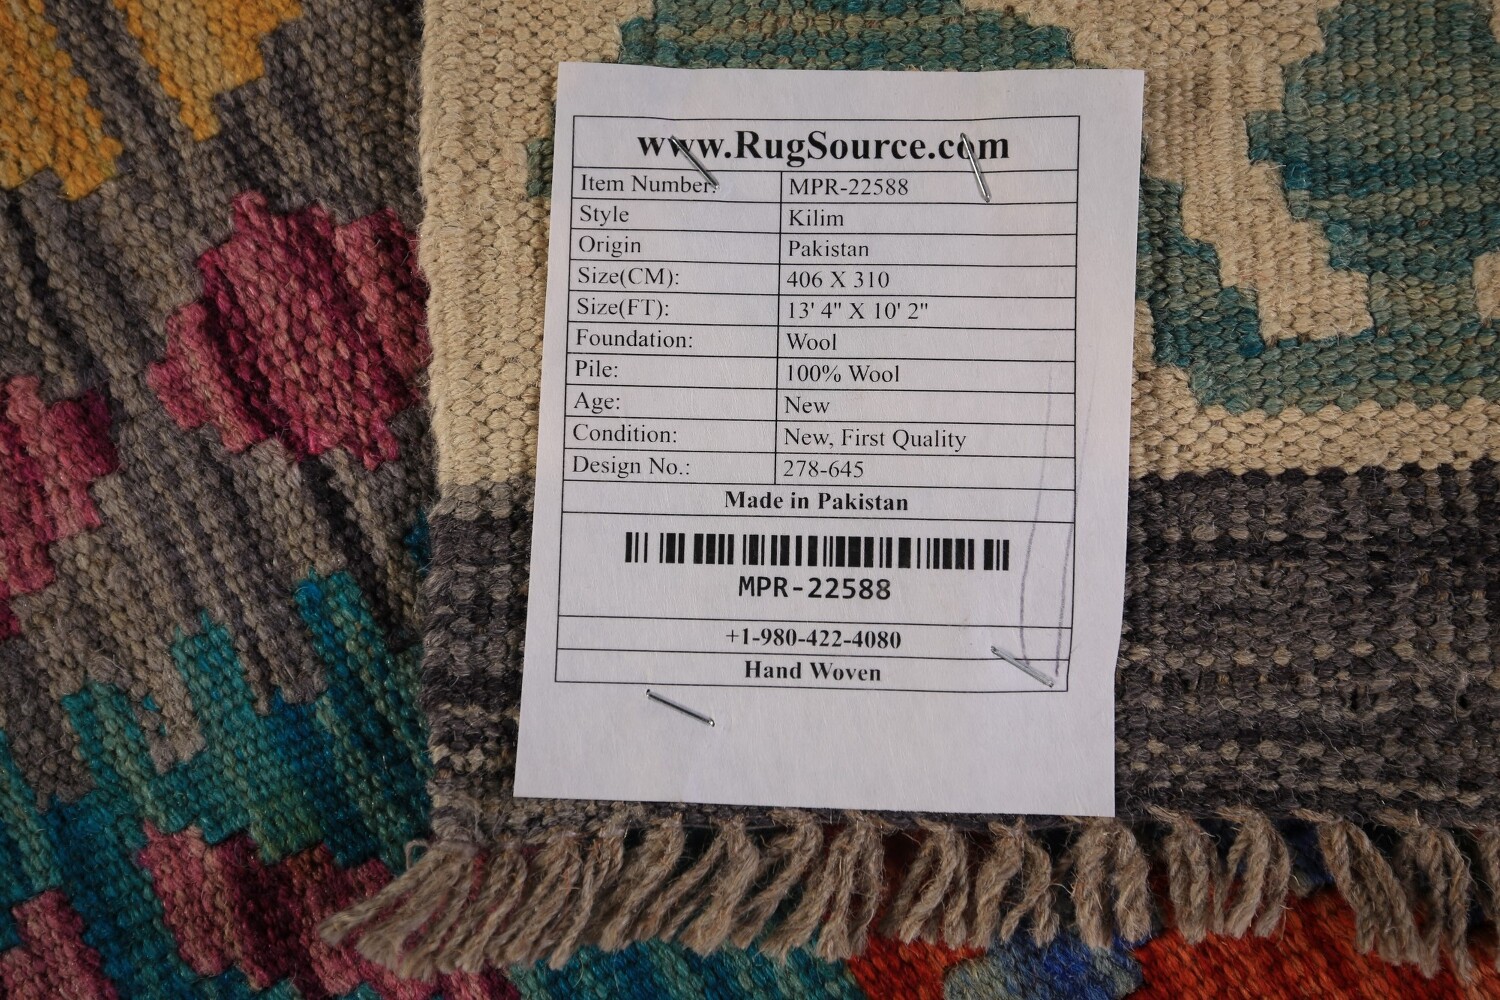 www.RugSource.com
Item Number: MPR-22588
Style Kilim
Origin Pakistan
Size(CM): 406 X 310
Size(FT): 13' 4" X 10' 2"
Foundation: Wool
Pile: 100% Wool
Age: New
Condition: New, First Quality
Design No.: 278-645
Made in Pakistan
MPR-22588
+1-980-422-4080
Hand Woven